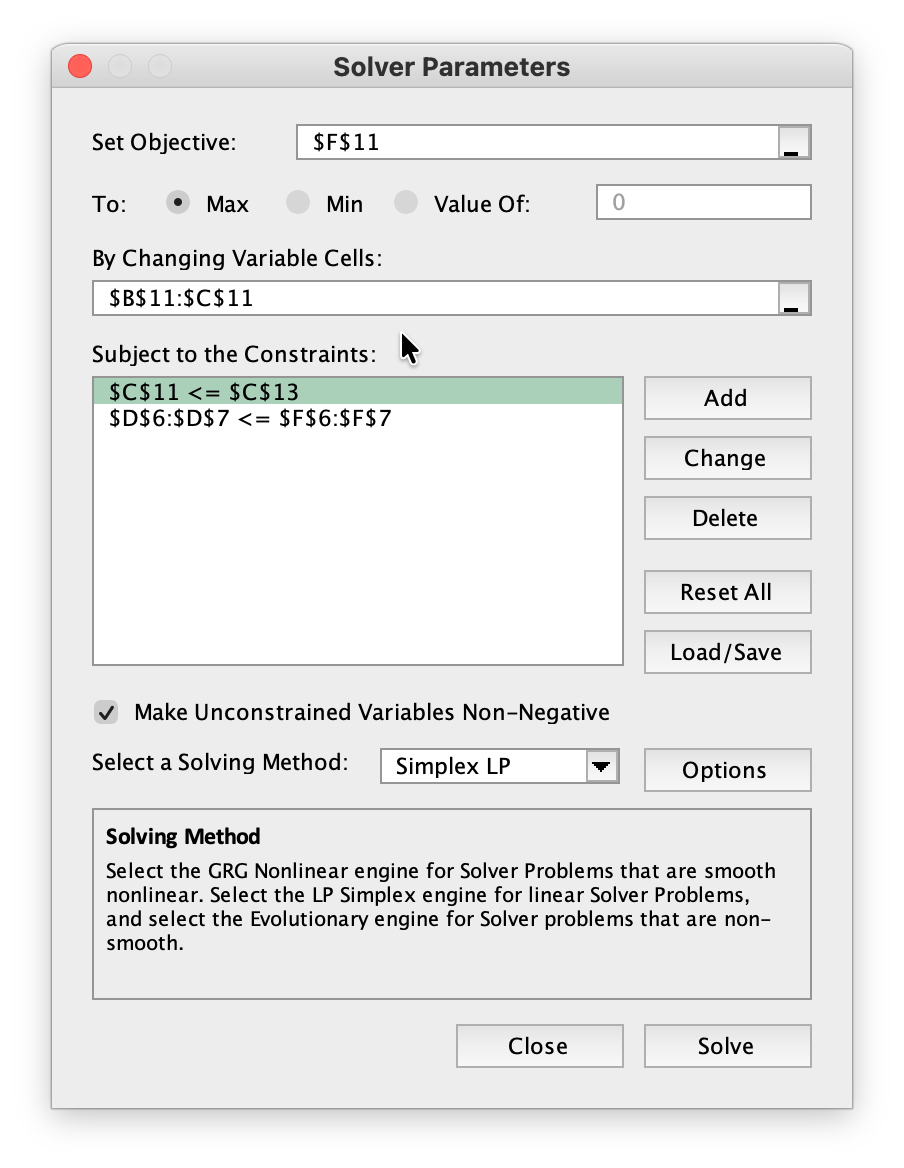 Solver Parameters
Set Objective: $F$11
To: Max Min Value Of: 0
By Changing Variable Cells:
$B$11:$C$11
Subject to the Constraints:
$C$11 <= $C$13
$D$6:$D$7 <= $F$6:$F$7
Add
Change
Delete
Reset All
Load/Save
Make Unconstrained Variables Non-Negative
Select a Solving Method: Simplex LP Options
Solving Method
Select the GRG Nonlinear engine for Solver Problems that are smooth
nonlinear. Select the LP Simplex engine for linear Solver Problems,
and select the Evolutionary engine for Solver problems that are non-
smooth.
Close Solve